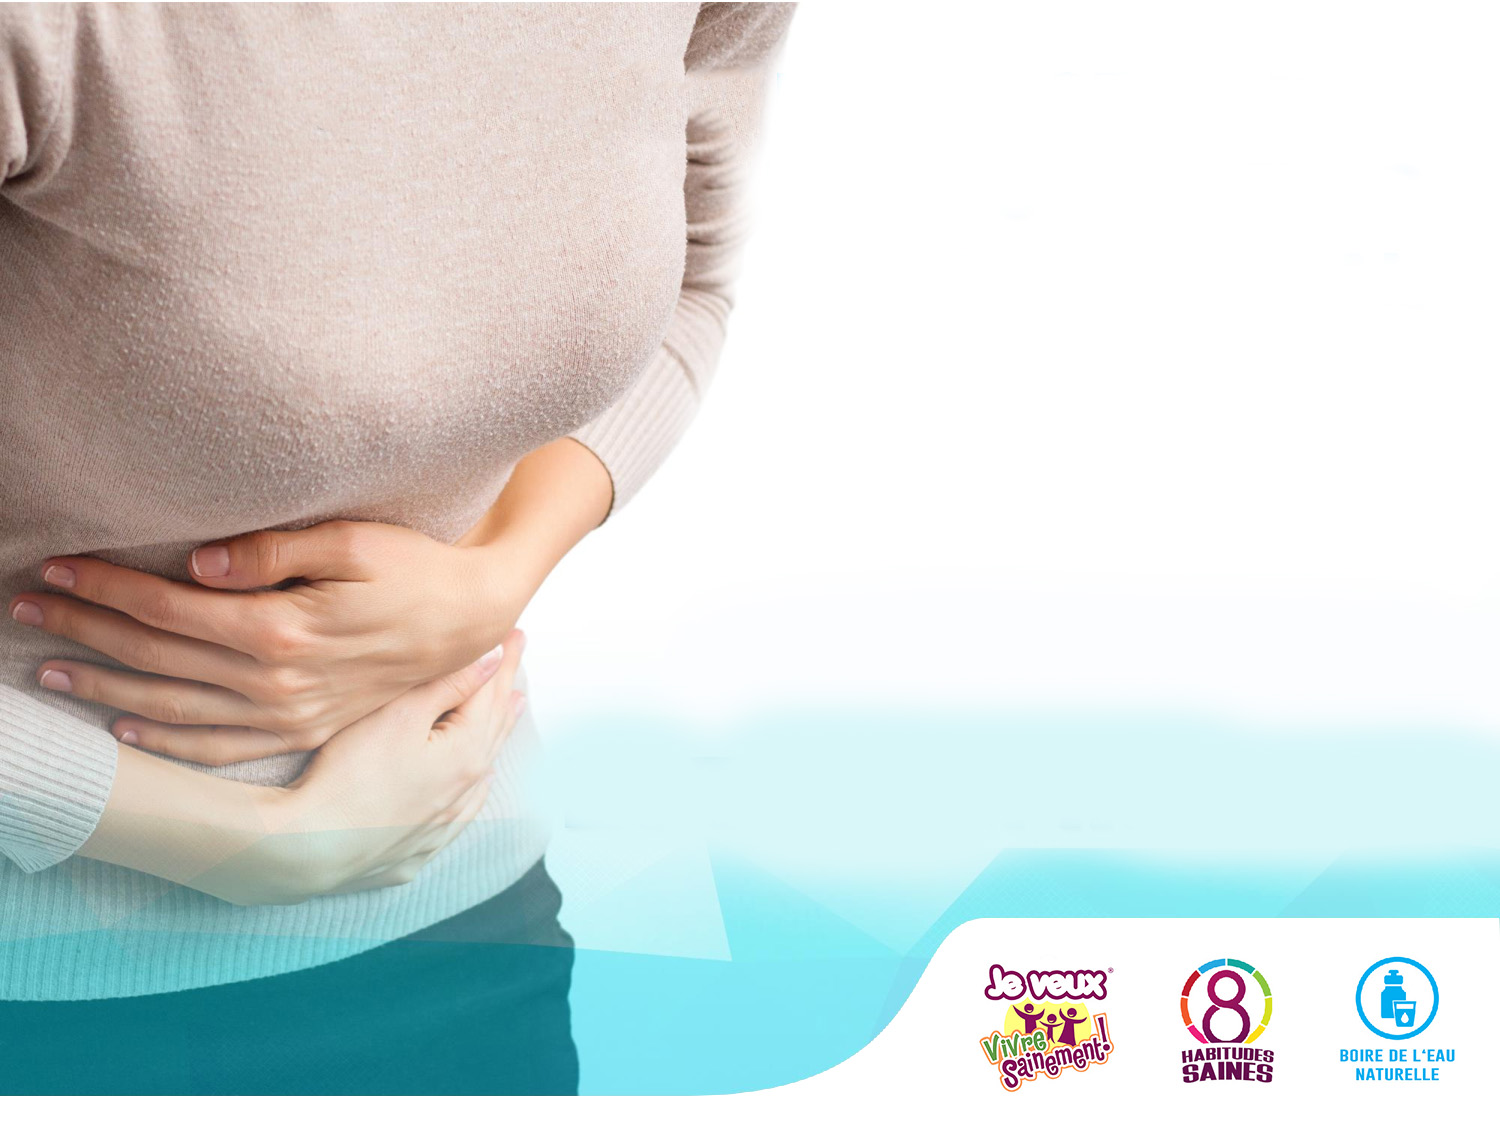 Je veux®
Vivre
Sainement!
8
HABITUDES
SAINES
BOIRE DE L'EAU
NATURELLE